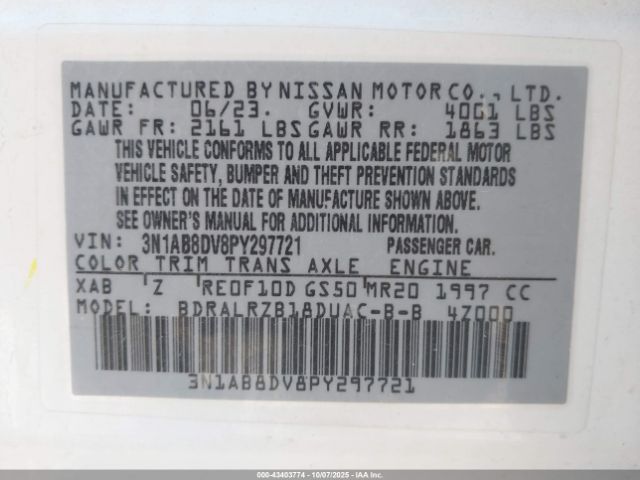 MANUFACTURED BY NISSAN MOTOR CO., LTD.
DATE: 06/23. GVWR: 4001 LBS
GAWR FR: 2161 LBS GAWR RR: 1863 LBS
THIS VEHICLE CONFORMS TO ALL APPLICABLE FEDERAL MOTOR
VEHICLE SAFETY, BUMPER AND THEFT PREVENTION STANDARDS
IN EFFECT ON THE DATE OF MANUFACTURE SHOWN ABOVE.
SEE OWNER'S MANUAL FOR ADDITIONAL INFORMATION.
VIN: 3N1AB8DV8PY297721 PASSENGER CAR.
COLOR TRIM TRANS AXLE ENGINE
XAB Z RE0F10D GS50 MR20 1997 CC
MODEL: BDRALRZB18DUAC-B-B 4Z000
3N1AB8DV8PY297721
000-43403774 - 10/07/2025 - IAA Inc.